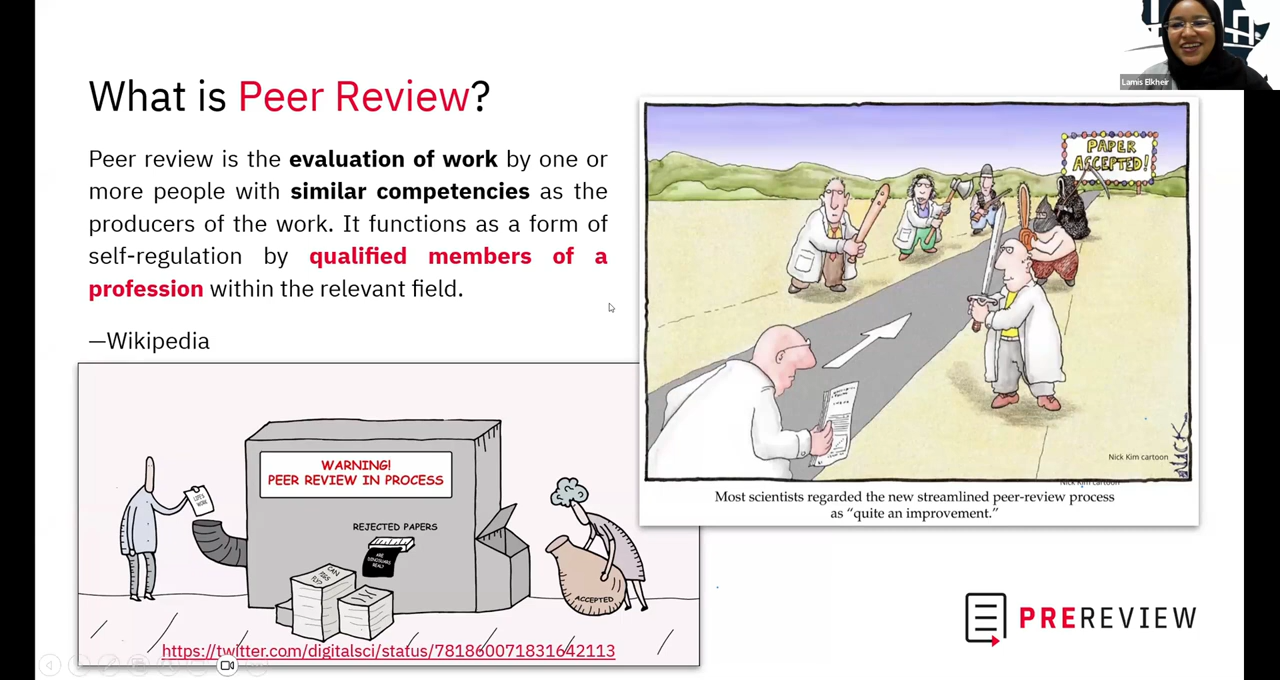 What is Peer Review?
Peer review is the evaluation of work by one or
more people with similar competencies as the
producers of the work. It functions as a form of
self-regulation by qualified members of a
profession within the relevant field.
—Wikipedia
WARNING!
PEER REVIEW IN PROCESS
REJECTED PAPERS
ACCEPTED
https://twitter.com/digitalsci/status/781860071831642113
Lamis Elkheir
PAPER
ACCEPTED!
Nick Kim cartoon
Nick Kim cartoon
NICK
Most scientists regarded the new streamlined peer-review process
as “quite an improvement.”
PREREVIEW